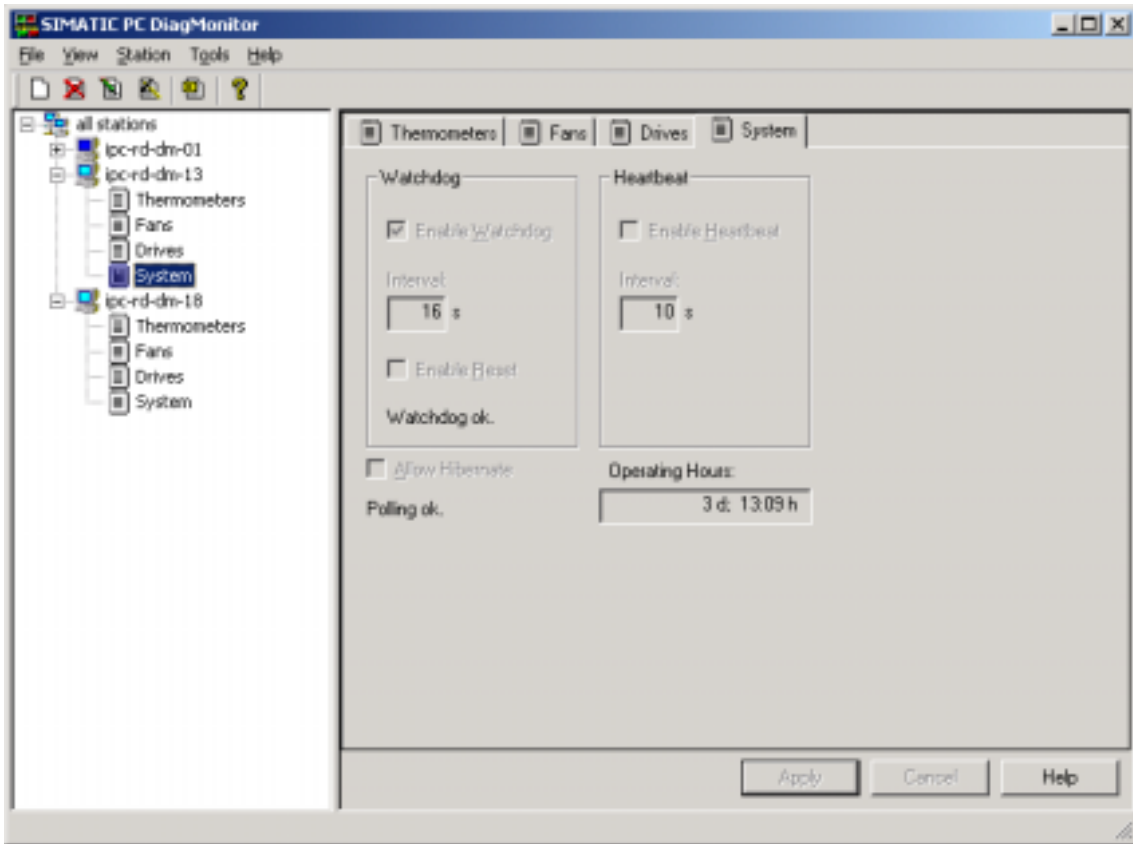 SIMATIC PC DiagMonitor
File View Station Tools Help
all stations
ipc-rd-dm-01
ipc-rd-dm-13
Thermometers
Fans
Drives
System
ipc-rd-dm-18
Thermometers
Fans
Drives
System
Thermometers Fans Drives System
Watchdog
Enable Watchdog
Interval:
16 s
Enable Reset
Watchdog ok.
Heartbeat
Enable Heartbeat
Interval:
10 s
Allow Hibernate
Polling ok.
Operating Hours:
3 d; 13:09 h
Apply Cancel Help